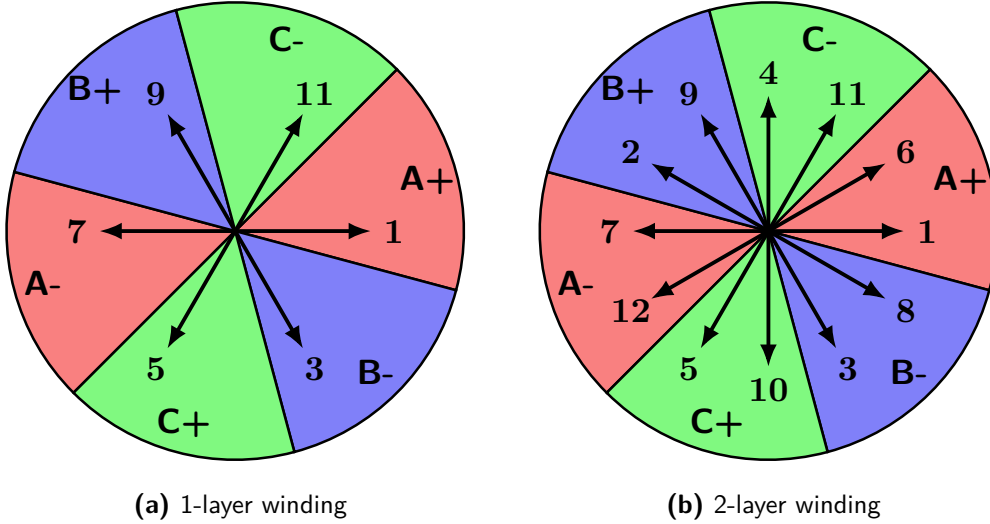 C-
B+
9
11
A+
7
1
A-
5
3
B-
C+
(a) 1-layer winding
C-
B+
9
4
11
2
6
A+
7
1
A-
12
8
5
10
3
B-
C+
(b) 2-layer winding